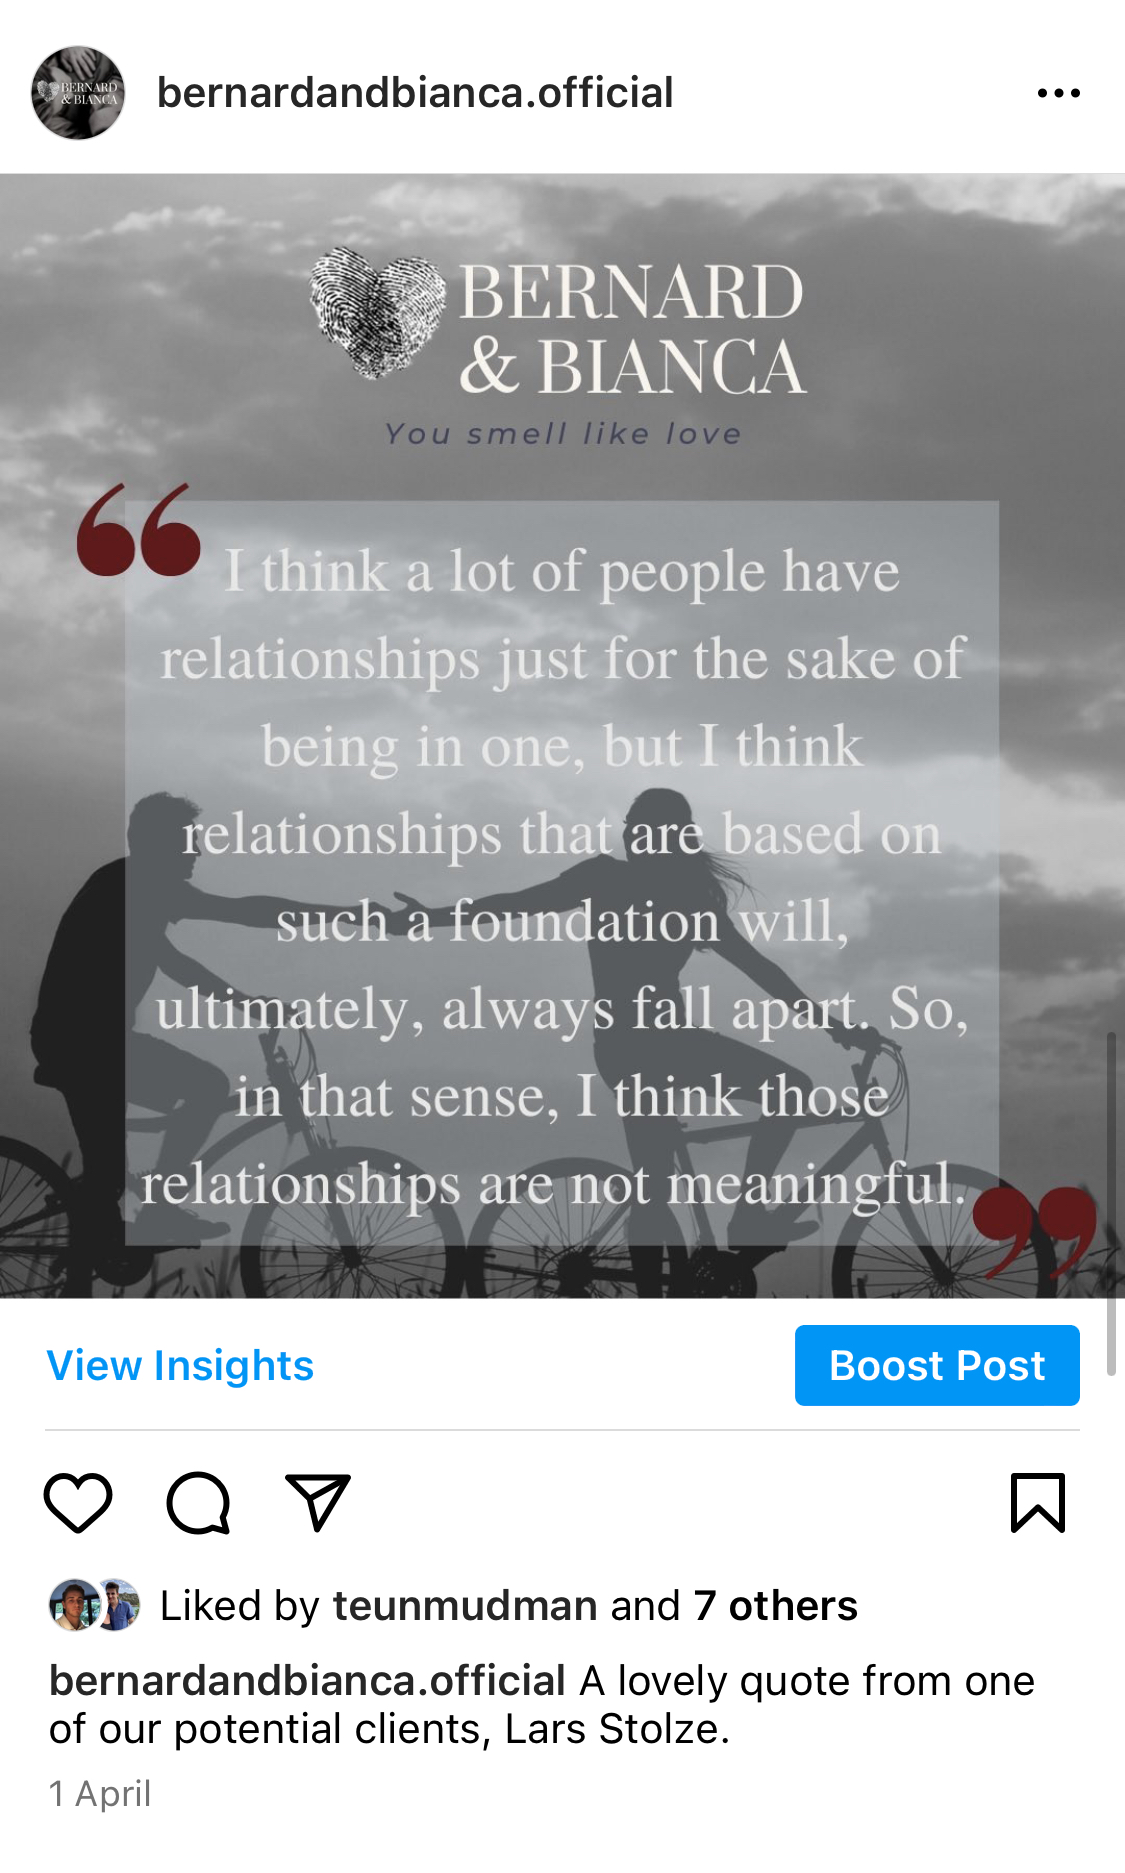 BERNARD
& BIANCA
bernardandbianca.official
BERNARD
& BIANCA
You smell like love
“
I think a lot of people have
relationships just for the sake of
being in one, but I think
relationships that are based on
such a foundation will,
ultimately, always fall apart. So,
in that sense, I think those
relationships are not meaningful.
”
View Insights
Boost Post
Liked by teunmudman and 7 others
bernardandbianca.official A lovely quote from one
of our potential clients, Lars Stolze.
1 April